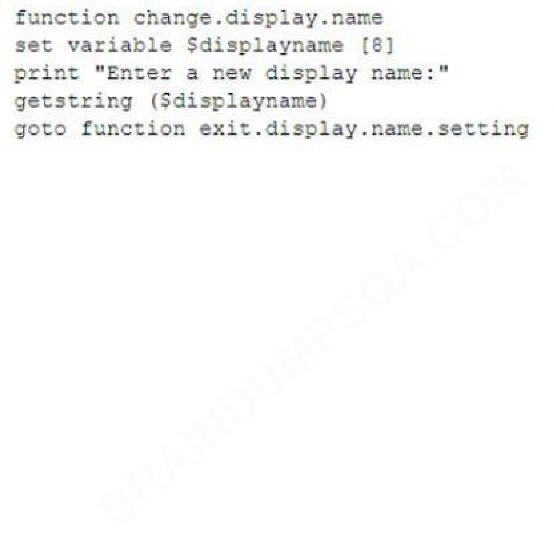 function change.display.name
set variable $displayname [8]
print "Enter a new display name:"
getstring ($displayname)
goto function exit.display.name.setting
BRAINDUMPSQA.COM